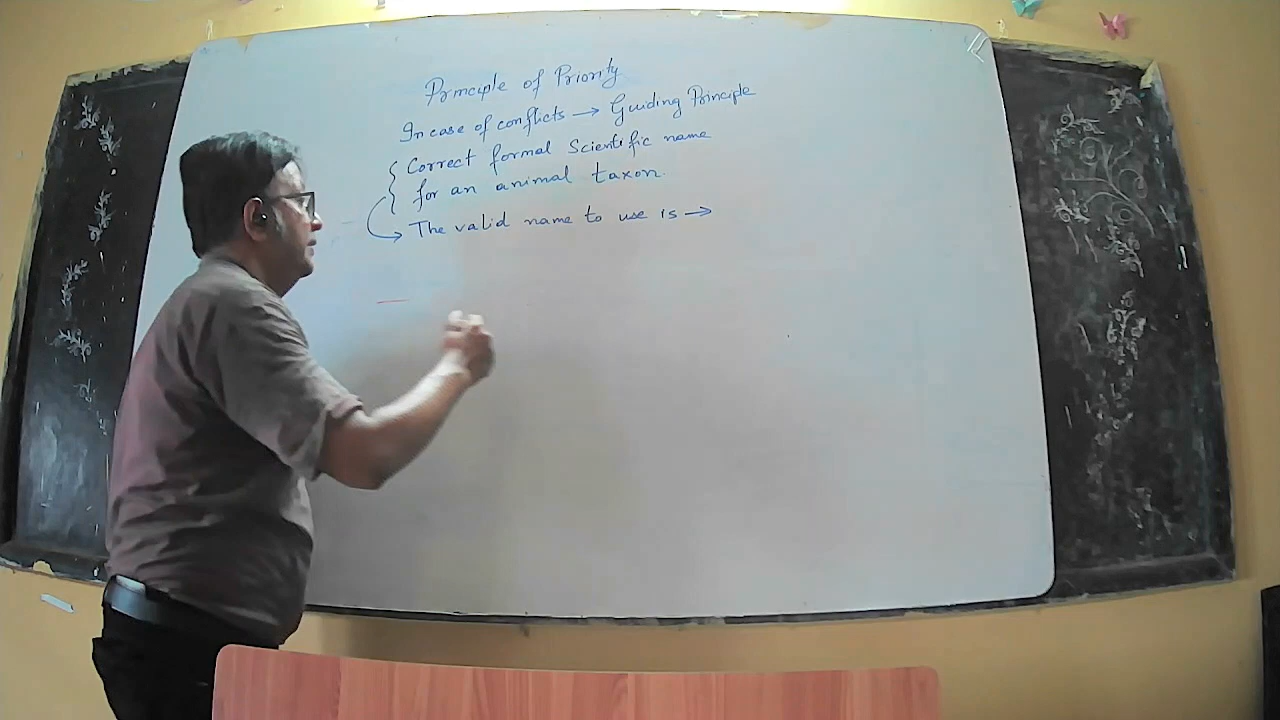 Principle of Priority
In case of conflicts → Guiding Principle
Correct formal Scientific name
for an animal taxon.
The valid name to use is →